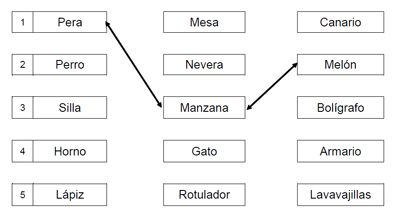 1 Pera Mesa Canario
2 Perro Nevera Melón
3 Silla Manzana Bolígrafo
4 Horno Gato Armario
5 Lápiz Rotulador Lavavajillas